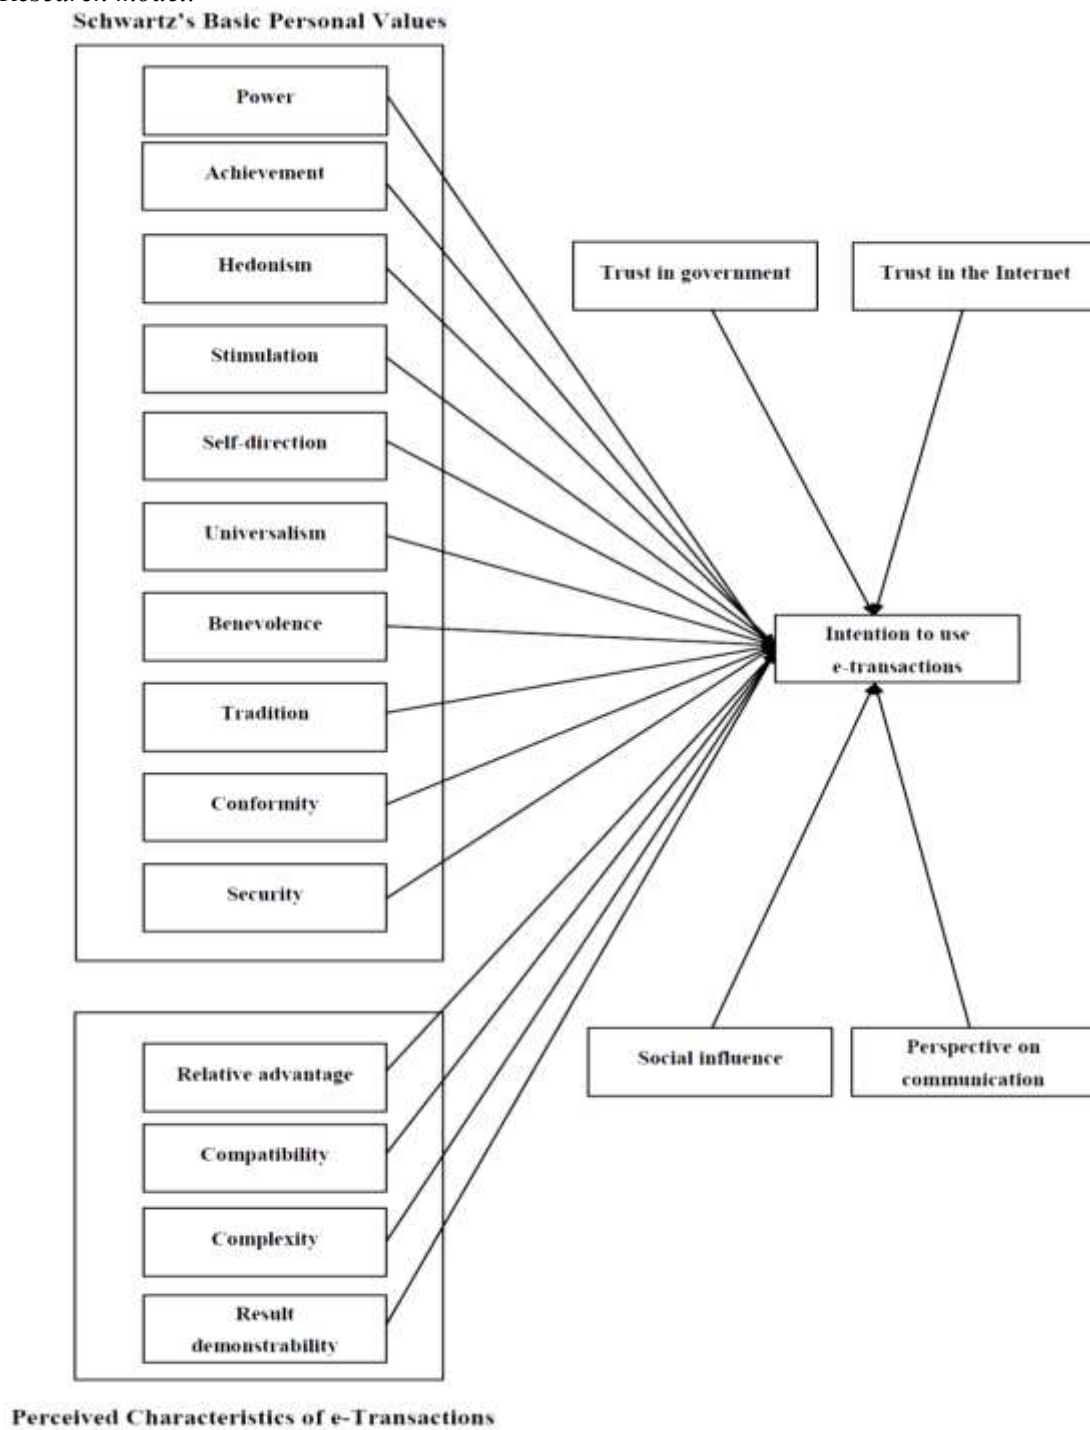 Research model.
Schwartz's Basic Personal Values
Power
Achievement
Hedonism
Stimulation
Self-direction
Universalism
Benevolence
Tradition
Conformity
Security
Trust in government
Trust in the Internet
Intention to use
e-transactions
Social influence
Perspective on
communication
Relative advantage
Compatibility
Complexity
Result
demonstrability
Perceived Characteristics of e-Transactions